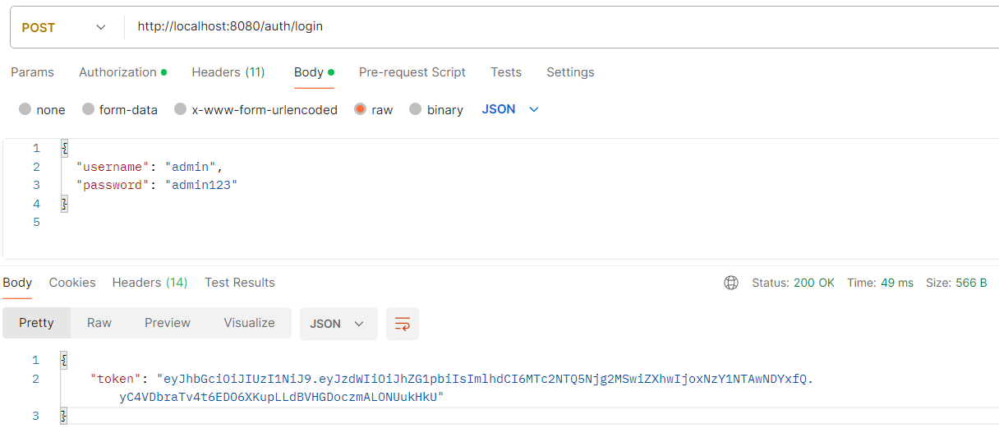 POST http://localhost:8080/auth/login
Params Authorization Headers (11) Body Pre-request Script Tests Settings
none form-data x-www-form-urlencoded raw binary JSON
1 {
2 "username": "admin",
3 "password": "admin123"
4 }
5
Body Cookies Headers (14) Test Results Status: 200 OK Time: 49 ms Size: 566 B
Pretty Raw Preview Visualize JSON
1 {
2 "token": "eyJhbGciOiJIUzI1NiJ9.eyJzdWIiOiJhZG1pbiIsImlhdCI6MTc2NTQ5Njg2MSwiZXhwIjoxNzY1NTAwNDYxfQ.
yC4VDbraTv4t6EDO6XKupLLdBVHGDoczmALONUukHkU"
3 }